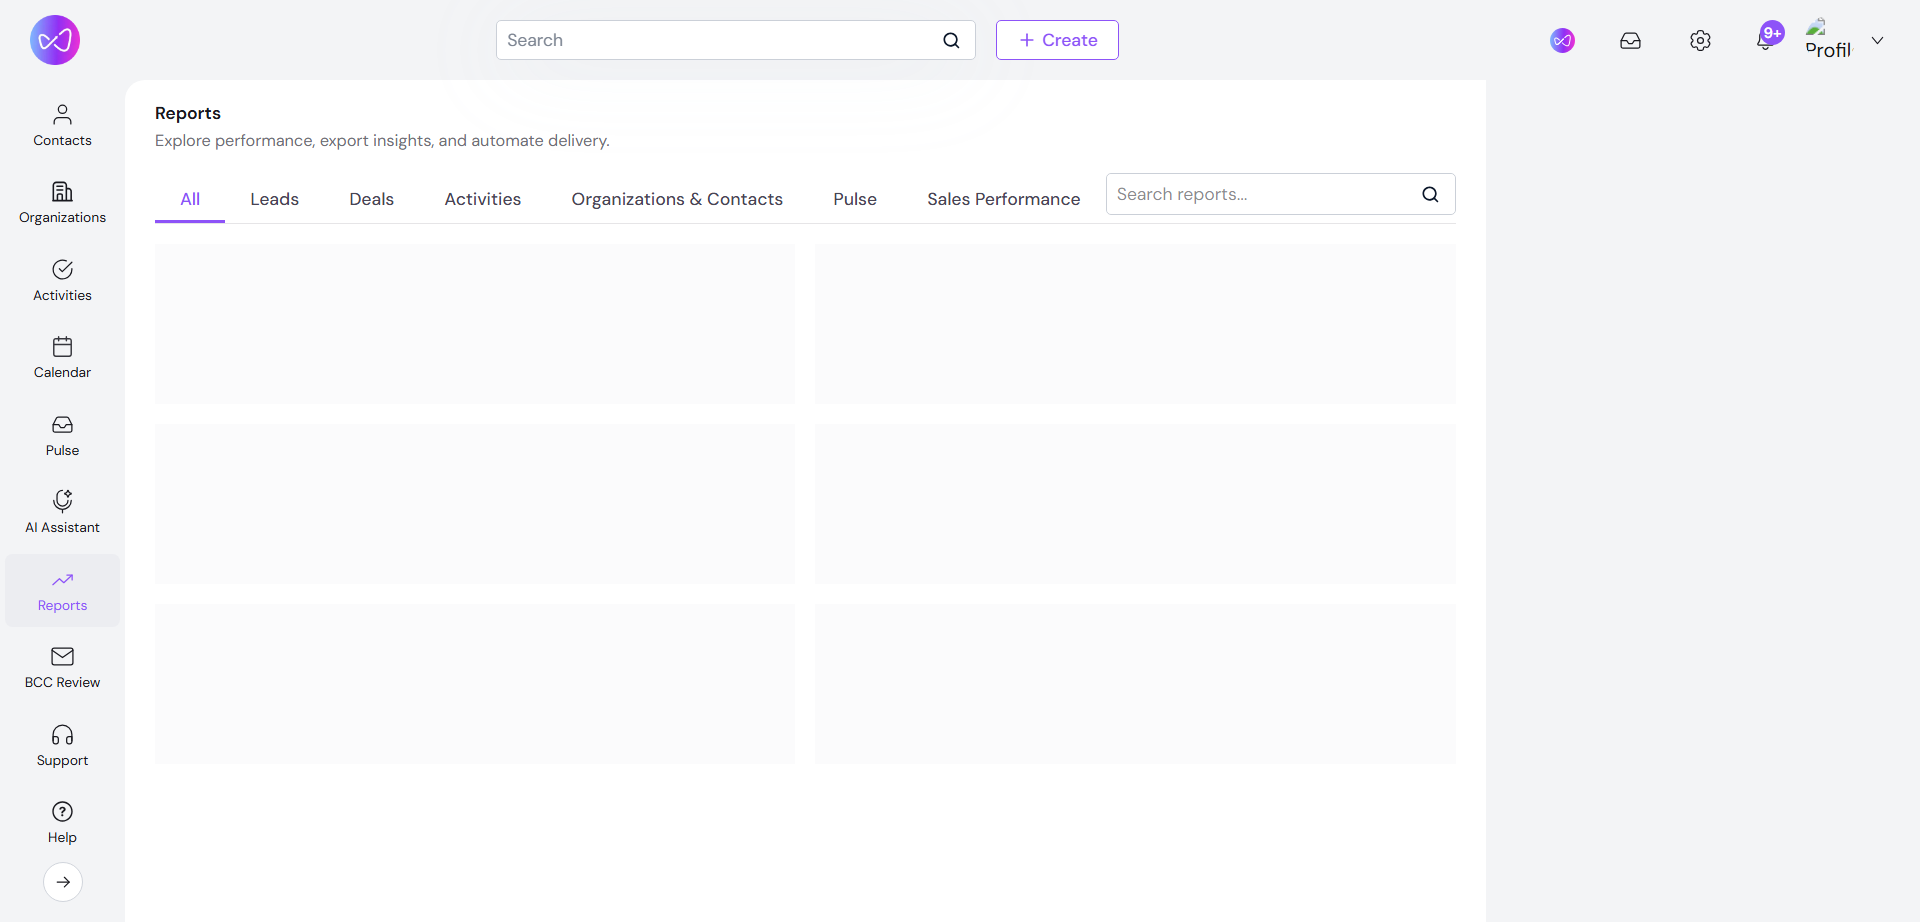 Search
Create
9+
Profil
Contacts
Organizations
Activities
Calendar
Pulse
AI Assistant
Reports
BCC Review
Support
Help
Reports
Explore performance, export insights, and automate delivery.
All
Leads
Deals
Activities
Organizations & Contacts
Pulse
Sales Performance
Search reports...